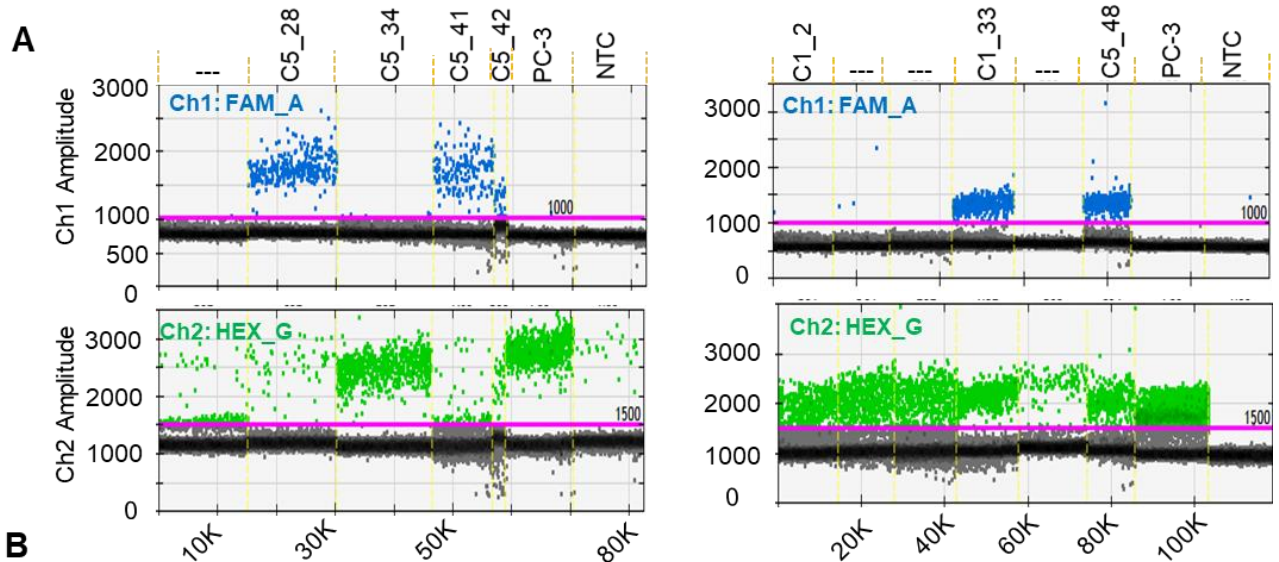 A
--- C5_28 C5_34 C5_41 C5_42 PC-3 NTC
C1_2 --- --- C1_33 --- C5_48 PC-3 NTC
Ch1: FAM_A
Ch1 Amplitude
3000
2000
1000
500
0
1000
Ch1: FAM_A
3000
2000
1000
0
1000
Ch2: HEX_G
Ch2 Amplitude
3000
2000
1000
0
1500
10K 30K 50K 80K
Ch2: HEX_G
3000
2000
1000
0
1500
20K 40K 60K 80K 100K
B